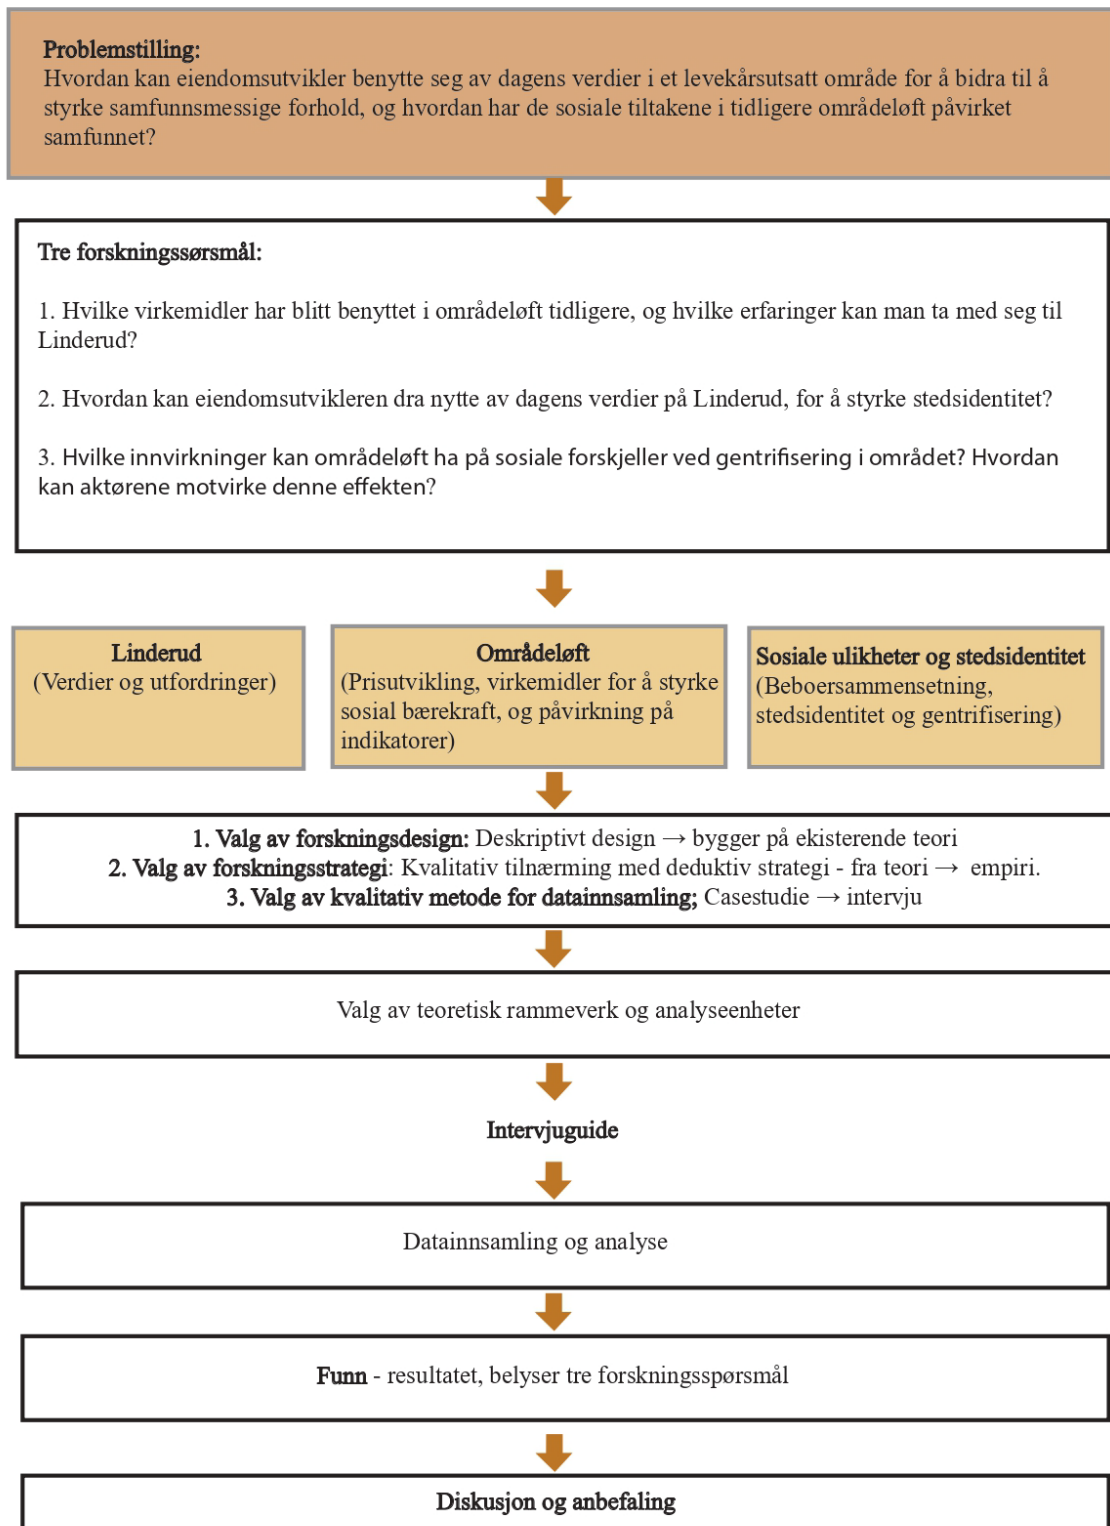 Problemstilling:
Hvordan kan eiendomsutvikler benytte seg av dagens verdier i et levekårsutsatt område for å bidra til å
styrke samfunnsmessige forhold, og hvordan har de sosiale tiltakene i tidligere områdeløft påvirket
samfunnet?
Tre forskningssørsmål:
1. Hvilke virkemidler har blitt benyttet i områdeløft tidligere, og hvilke erfaringer kan man ta med seg til
Linderud?
2. Hvordan kan eiendomsutvikleren dra nytte av dagens verdier på Linderud, for å styrke stedsidentitet?
3. Hvilke innvirkninger kan områdeløft ha på sosiale forskjeller ved gentrifisering i området? Hvordan
kan aktørene motvirke denne effekten?
Linderud
(Verdier og utfordringer)
Områdeløft
(Prisutvikling, virkemidler for å styrke
sosial bærekraft, og påvirkning på
indikatorer)
Sosiale ulikheter og stedsidentitet
(Beboersammensetning,
stedsidentitet og gentrifisering)
1. Valg av forskningsdesign: Deskriptivt design → bygger på ekisterende teori
2. Valg av forskningsstrategi: Kvalitativ tilnærming med deduktiv strategi - fra teori → empiri.
3. Valg av kvalitativ metode for datainnsamling; Casestudie → intervju
Valg av teoretisk rammeverk og analyseenheter
Intervjuguide
Datainnsamling og analyse
Funn - resultatet, belyser tre forskningsspørsmål
Diskusjon og anbefaling